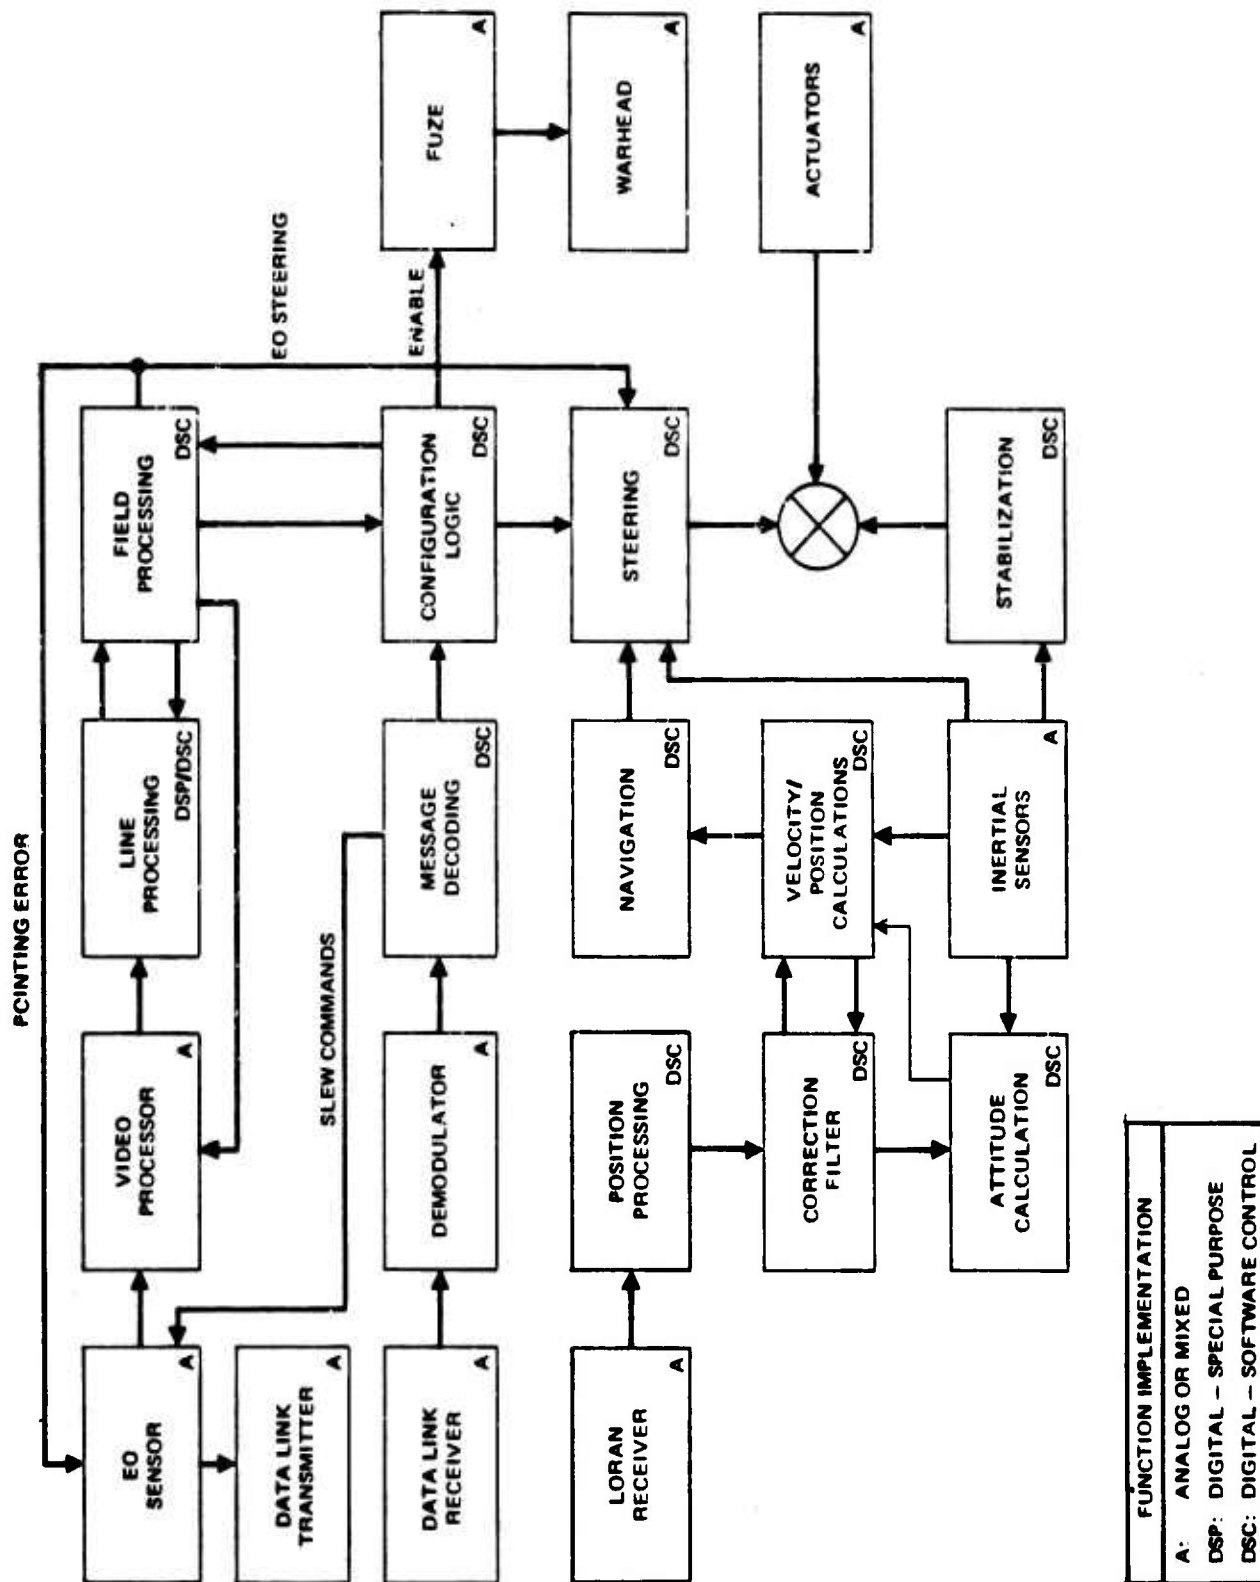 POINTING ERROR
EO
SENSOR
A
VIDEO
PROCESSOR
A
LINE
PROCESSING
DSP/DSC
FIELD
PROCESSING
DSC
DATA LINK
TRANSMITTER
A
SLEW COMMANDS
EO STEERING
DATA LINK
RECEIVER
A
DEMODULATOR
A
MESSAGE
DECODING
DSC
CONFIGURATION
LOGIC
DSC
ENABLE
FUZE
A
LORAN
RECEIVER
A
POSITION
PROCESSING
DSC
NAVIGATION
DSC
STEERING
DSC
WARHEAD
A
CORRECTION
FILTER
DSC
VELOCITY/
POSITION
CALCULATIONS
DSC
ACTUATORS
A
ATTITUDE
CALCULATION
DSC
INERTIAL
SENSORS
A
STABILIZATION
DSC
FUNCTION IMPLEMENTATION
A: ANALOG OR MIXED
DSP: DIGITAL – SPECIAL PURPOSE
DSC: DIGITAL – SOFTWARE CONTROL